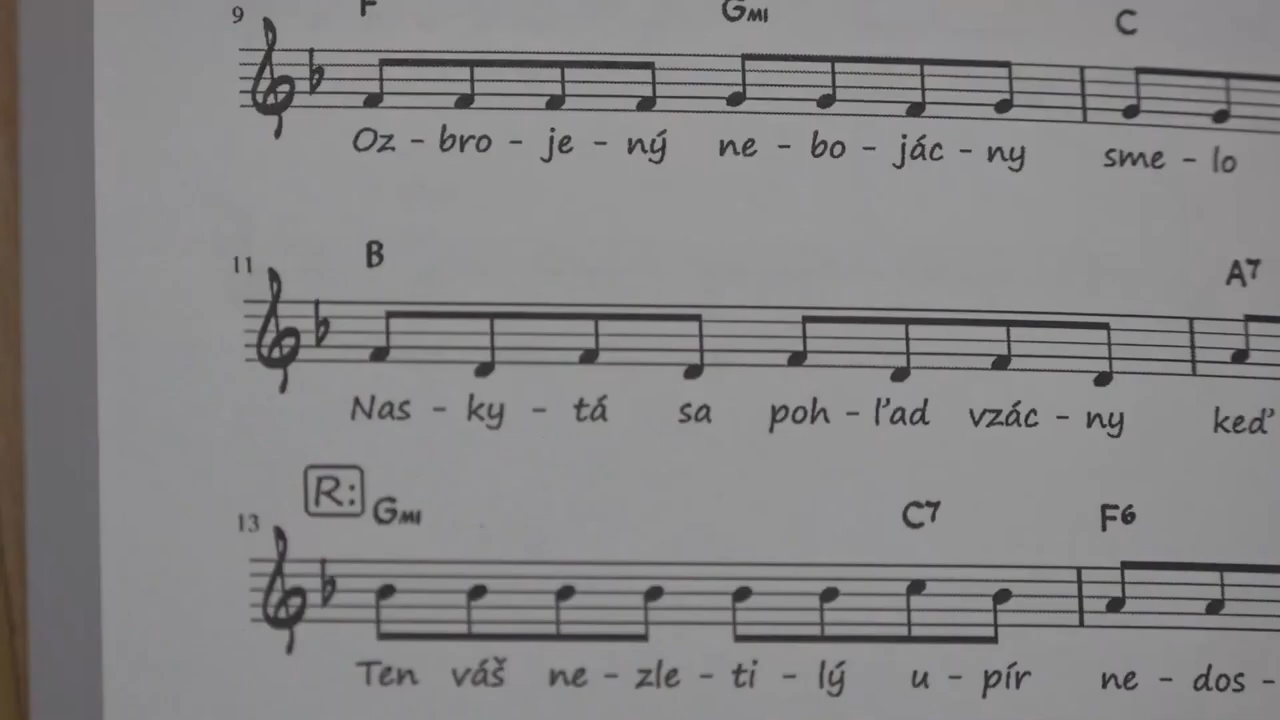 9 F Gmi C
Oz - bro - je - ný ne - bo - jác - ny sme - lo
11 B A7
Nas - ky - tá sa poh - ľad vzác - ny keď
13 R: Gmi C7 F6
Ten váš ne - zle - ti - lý u - pír ne - dos -